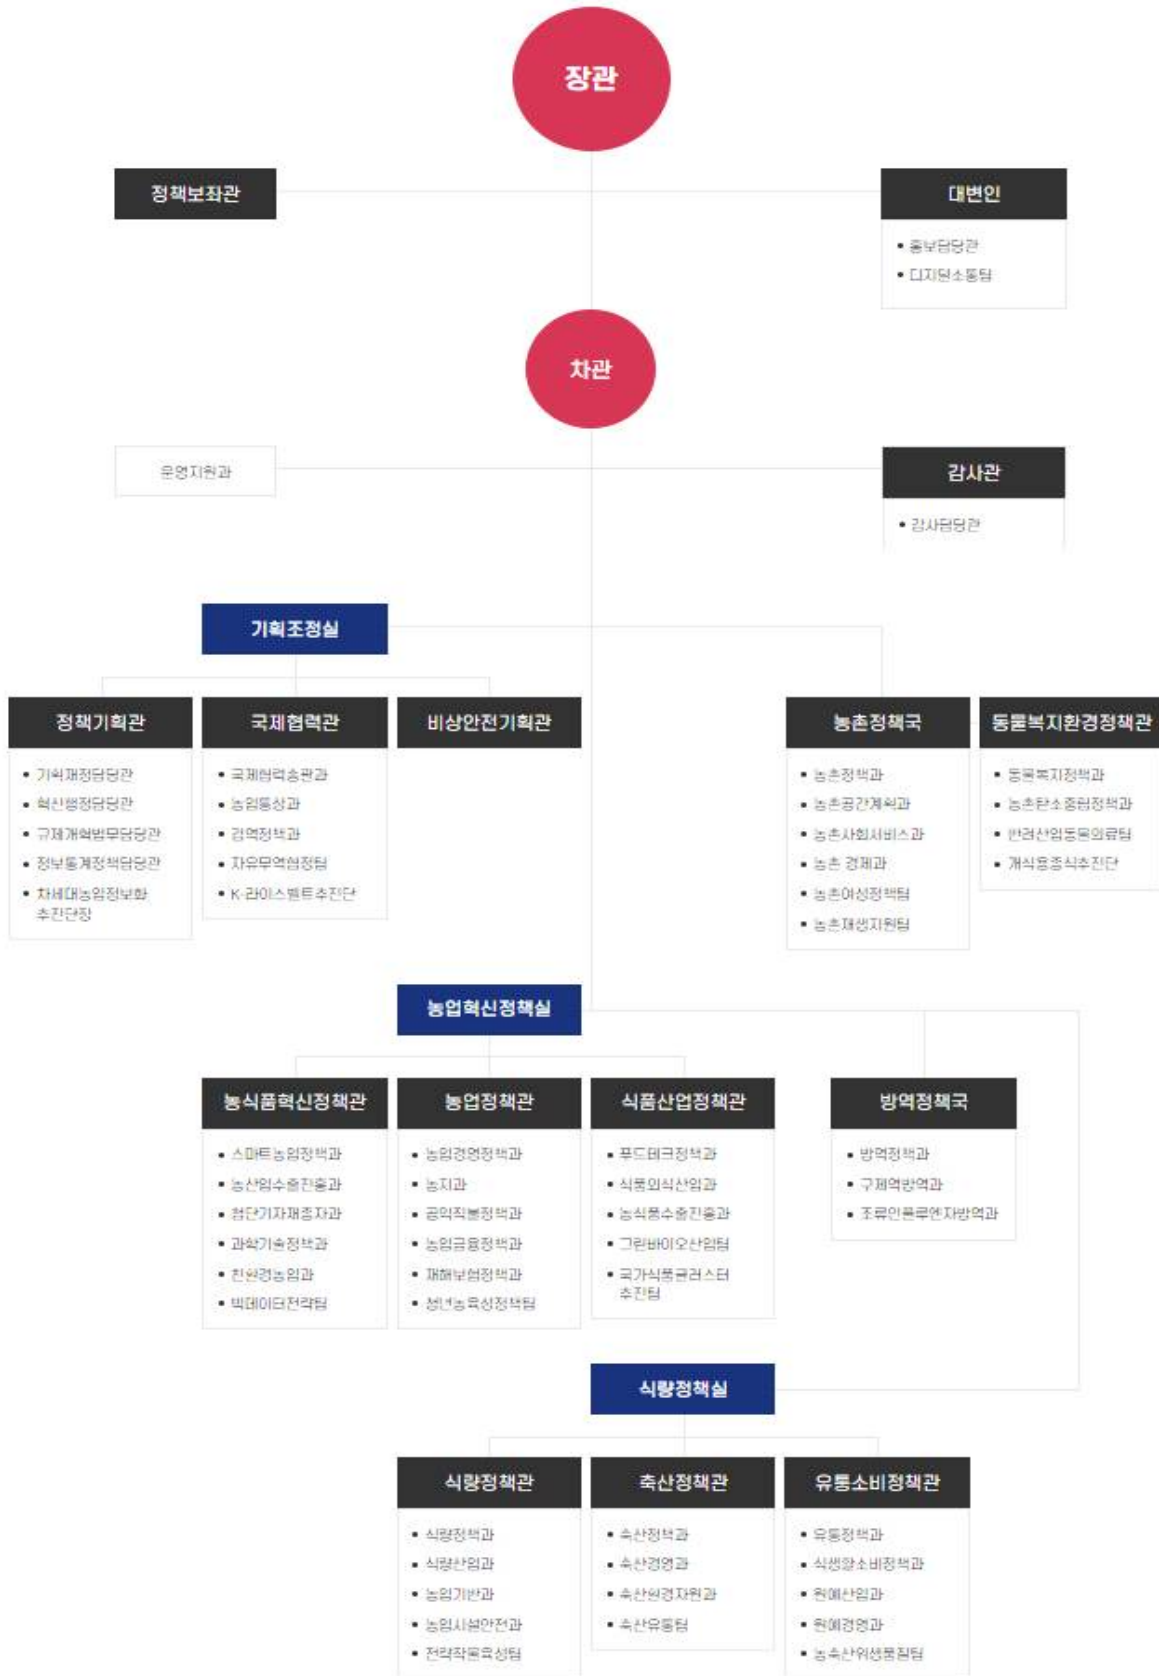 장관
정책보좌관
대변인
• 홍보담당관
• 디지털소통팀
차관
운영지원과
감사관
• 감사담당관
기획조정실
정책기획관
• 기획재정담당관
• 혁신행정담당관
• 규제개혁법무담당관
• 정보통계정책담당관
• 차세대농업정보화
추진단장
국제협력관
• 국제협력총괄과
• 농업통상과
• 검역정책과
• 자유무역협정팀
• K-라이스벨트추진단
비상안전기획관
농촌정책국
• 농촌정책과
• 농촌공간계획과
• 농촌사회서비스과
• 농촌 경제과
• 농촌여성정책팀
• 농촌재생지원팀
동물복지환경정책관
• 동물복지정책과
• 농촌탄소중립정책과
• 반려산업동물의료팀
• 개식용종식추진단
농업혁신정책실
농식품혁신정책관
• 스마트농업정책과
• 농산업수출진흥과
• 첨단기자재종자과
• 과학기술정책과
• 친환경농업과
• 빅데이터전략팀
농업정책관
• 농업경영정책과
• 농지과
• 공익직불정책과
• 농업금융정책과
• 재해보험정책과
• 청년농육성정책팀
식품산업정책관
• 푸드테크정책과
• 식품외식산업과
• 농식품수출진흥과
• 그린바이오산업팀
• 국가식품클러스터
추진팀
방역정책국
• 방역정책과
• 구제역방역과
• 조류인플루엔자방역과
식량정책실
식량정책관
• 식량정책과
• 식량산업과
• 농업기반과
• 농업시설안전과
• 전략작물육성팀
축산정책관
• 축산정책과
• 축산경영과
• 축산환경자원과
• 축산유통팀
유통소비정책관
• 유통정책과
• 식생활소비정책과
• 원예산업과
• 원예경영과
• 농축산위생품질팀